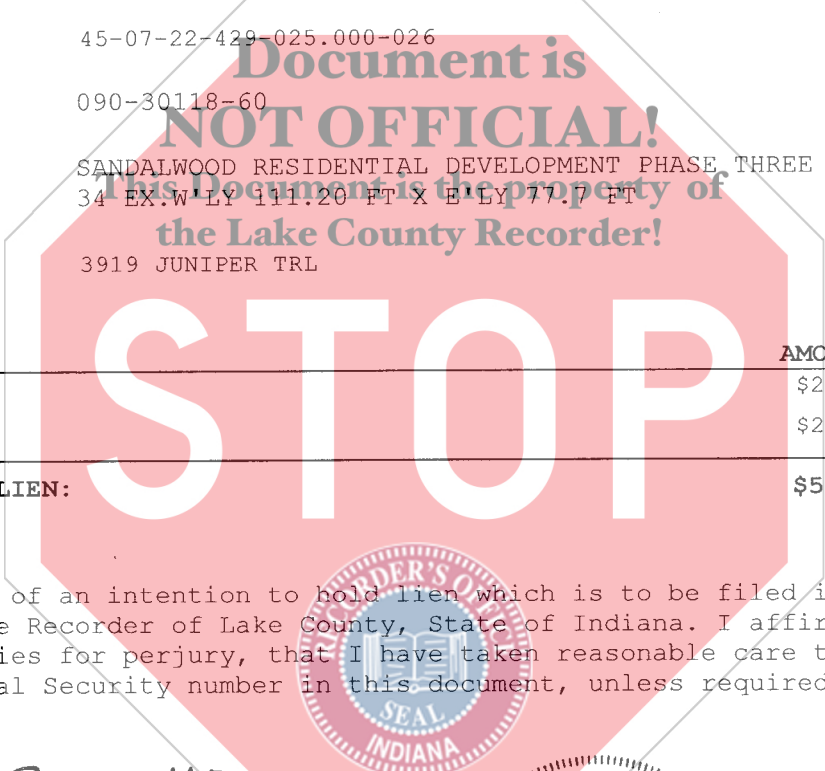 45-07-22-429-025.000-026
Document is
090-30118-60
NOT OFFICIAL!
SANDALWOOD RESIDENTIAL DEVELOPMENT PHASE THREE
This Document is the property of
34 EX.W'LY 111.20 FT X E'LY 77.7 FT
the Lake County Recorder!
3919 JUNIPER TRL
STOP
AMO
$2
$2
LIEN:
$5
of an intention to hold lien which is to be filed i
e Recorder of Lake County, State of Indiana. I affir
ies for perjury, that I have taken reasonable care t
al Security number in this document, unless required
RECORDER'S OFFICE
SEAL
INDIANA